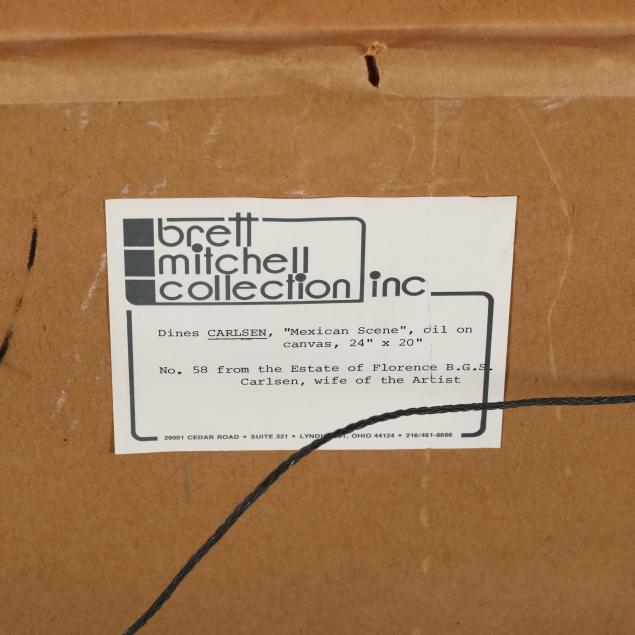 brett
mitchell
collection inc
Dines CARLSEN, "Mexican Scene", oil on
canvas, 24" x 20"
No. 58 from the Estate of Florence B.G.S.
Carlsen, wife of the Artist
29001 CEDAR ROAD • SUITE 321 • OHIO 44124 • 216/461-8666